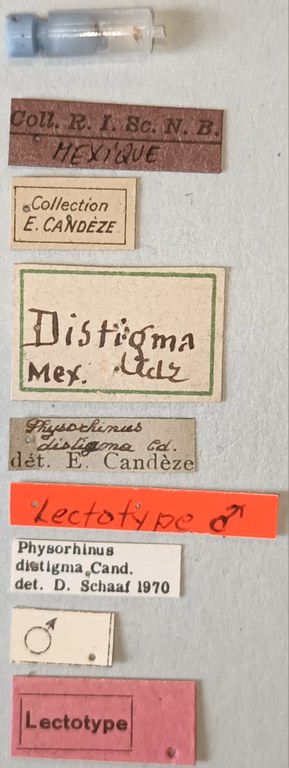 Coll. R. I. Sc. N. B.
MEXIQUE
Collection
E. CANDÈZE
Distigma
Mex. Cdz
Physorhinus
distigma Cd.
dét. E. Candèze
Lectotype ♂
Physorhinus
distigma, Cand.
det. D. Schaaf 1970
♂
Lectotype